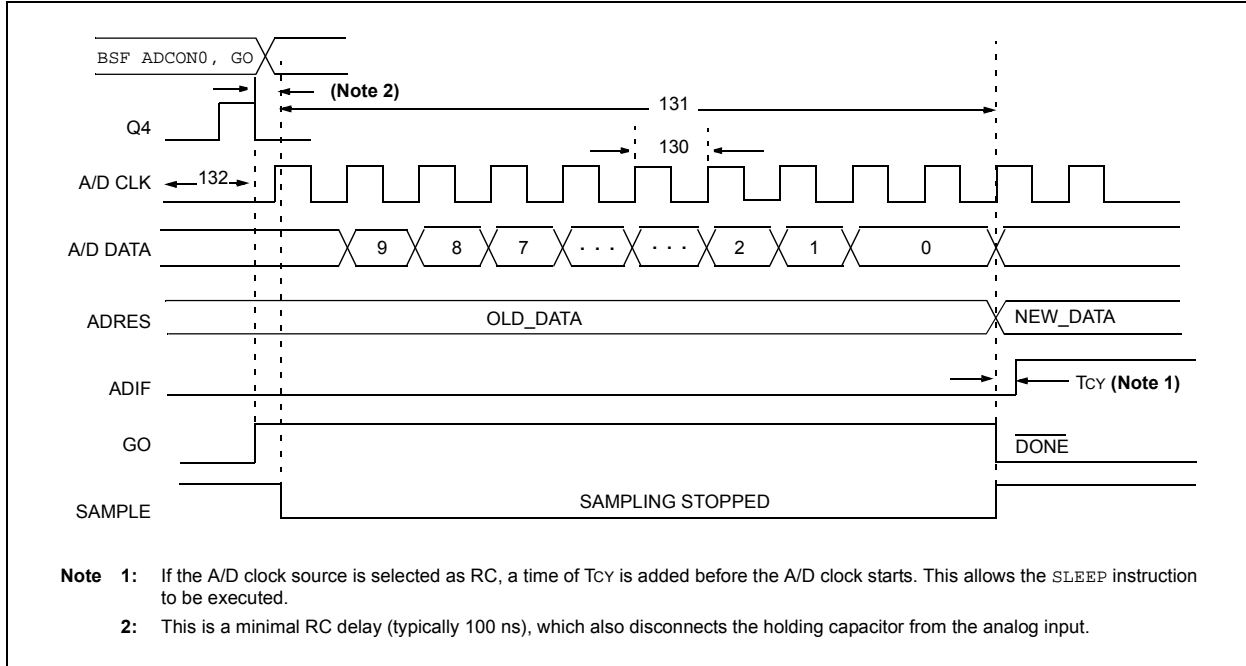 BSF ADCON0, GO
(Note 2)
131
Q4
130
A/D CLK
132
A/D DATA
9 8 7 . . . . . . 2 1 0
ADRES
OLD_DATA
NEW_DATA
ADIF
TCY (Note 1)
GO
DONE
SAMPLE
SAMPLING STOPPED
Note 1: If the A/D clock source is selected as RC, a time of TCY is added before the A/D clock starts. This allows the SLEEP instruction
to be executed.
2: This is a minimal RC delay (typically 100 ns), which also disconnects the holding capacitor from the analog input.